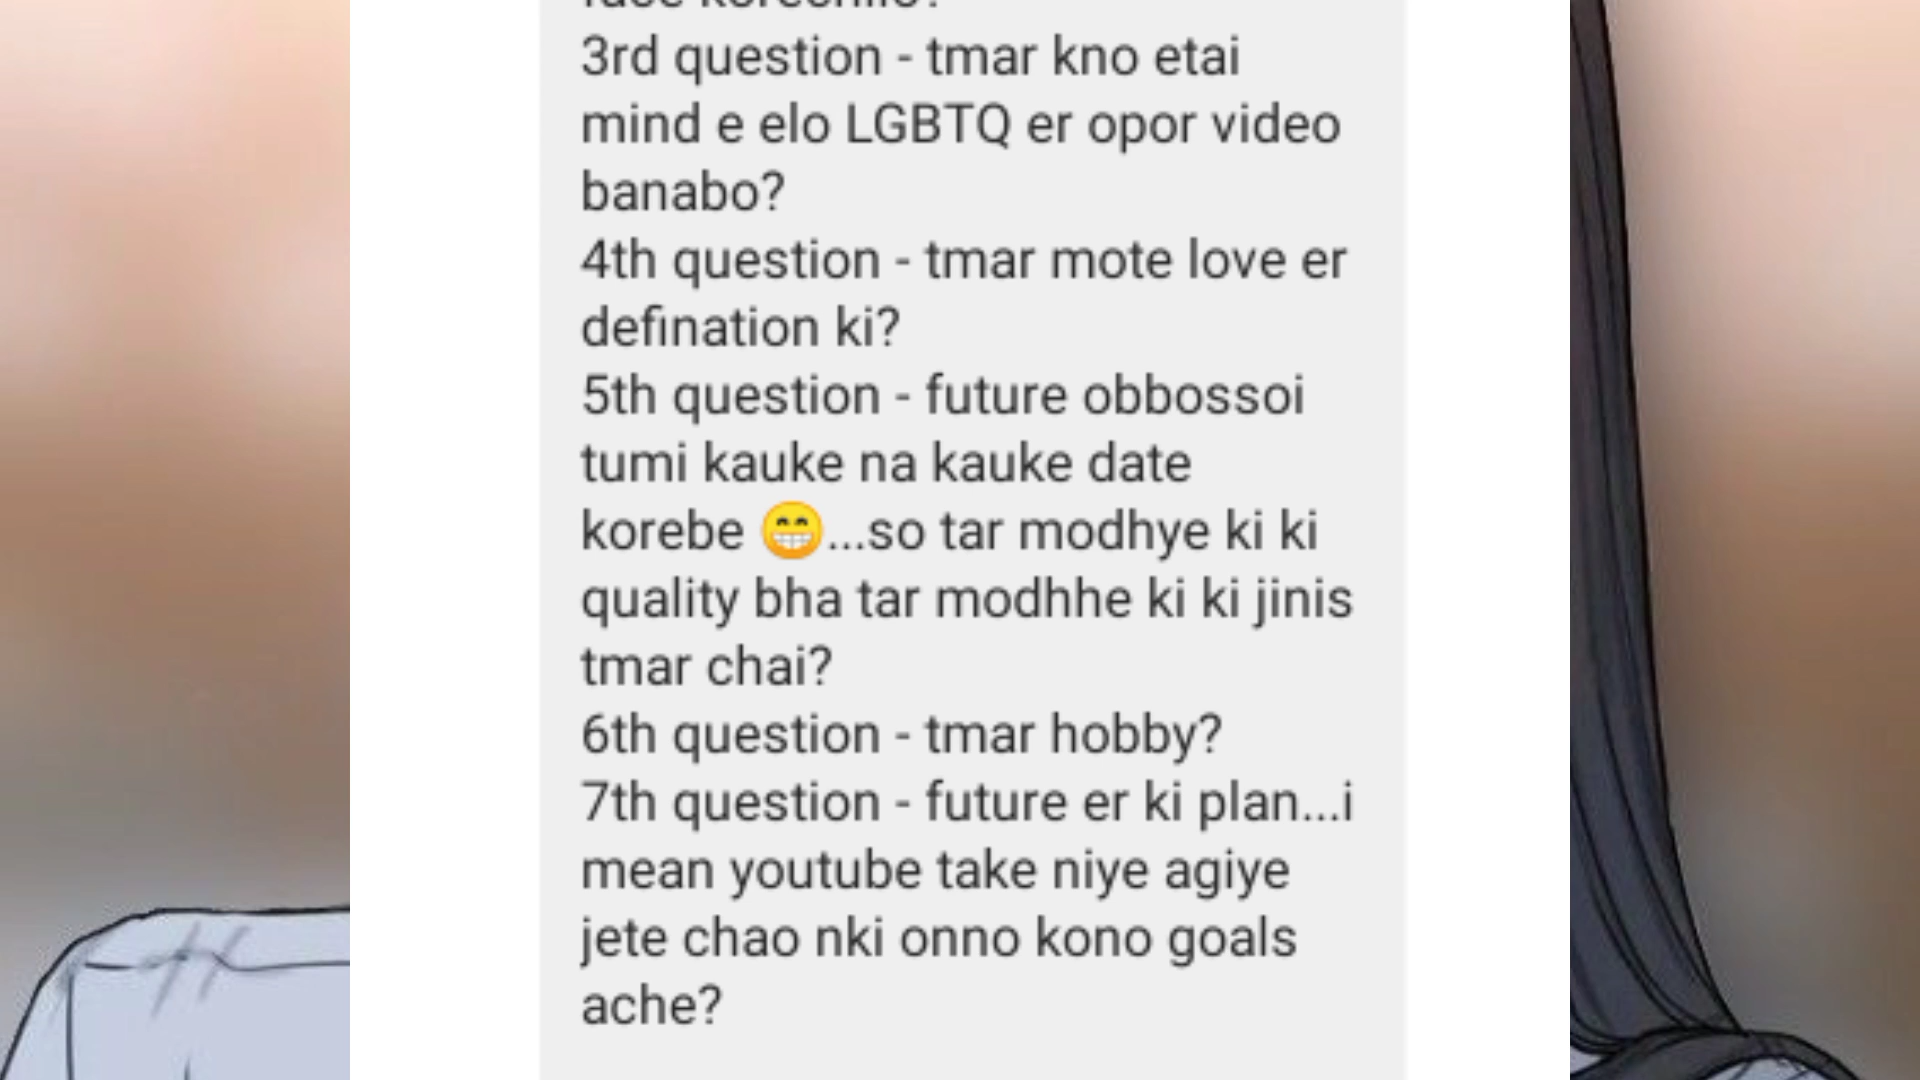 3rd question - tmar kno etai
mind e elo LGBTQ er opor video
banabo?
4th question - tmar mote love er
defination ki?
5th question - future obbossoi
tumi kauke na kauke date
korebe 😁...so tar modhye ki ki
quality bha tar modhhe ki ki jinis
tmar chai?
6th question - tmar hobby?
7th question - future er ki plan...i
mean youtube take niye agiye
jete chao nki onno kono goals
ache?